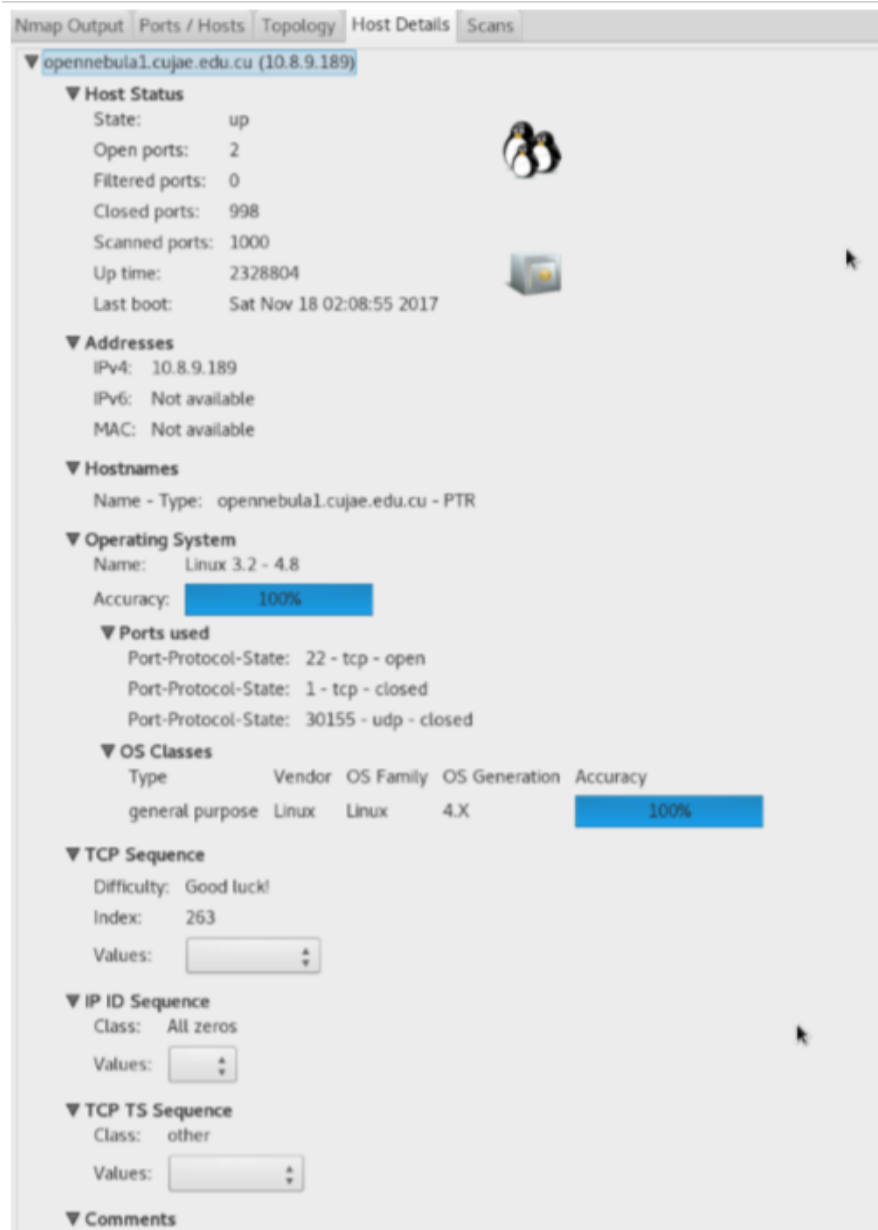 Nmap Output Ports / Hosts Topology Host Details Scans
opennebula1.cujae.edu.cu (10.8.9.189)
Host Status
State: up
Open ports: 2
Filtered ports: 0
Closed ports: 998
Scanned ports: 1000
Up time: 2328804
Last boot: Sat Nov 18 02:08:55 2017
Addresses
IPv4: 10.8.9.189
IPv6: Not available
MAC: Not available
Hostnames
Name - Type: opennebula1.cujae.edu.cu - PTR
Operating System
Name: Linux 3.2 - 4.8
Accuracy: 100%
Ports used
Port-Protocol-State: 22 - tcp - open
Port-Protocol-State: 1 - tcp - closed
Port-Protocol-State: 30155 - udp - closed
OS Classes
Type Vendor OS Family OS Generation Accuracy
general purpose Linux Linux 4.X 100%
TCP Sequence
Difficulty: Good luck!
Index: 263
Values:
IP ID Sequence
Class: All zeros
Values:
TCP TS Sequence
Class: other
Values:
Comments